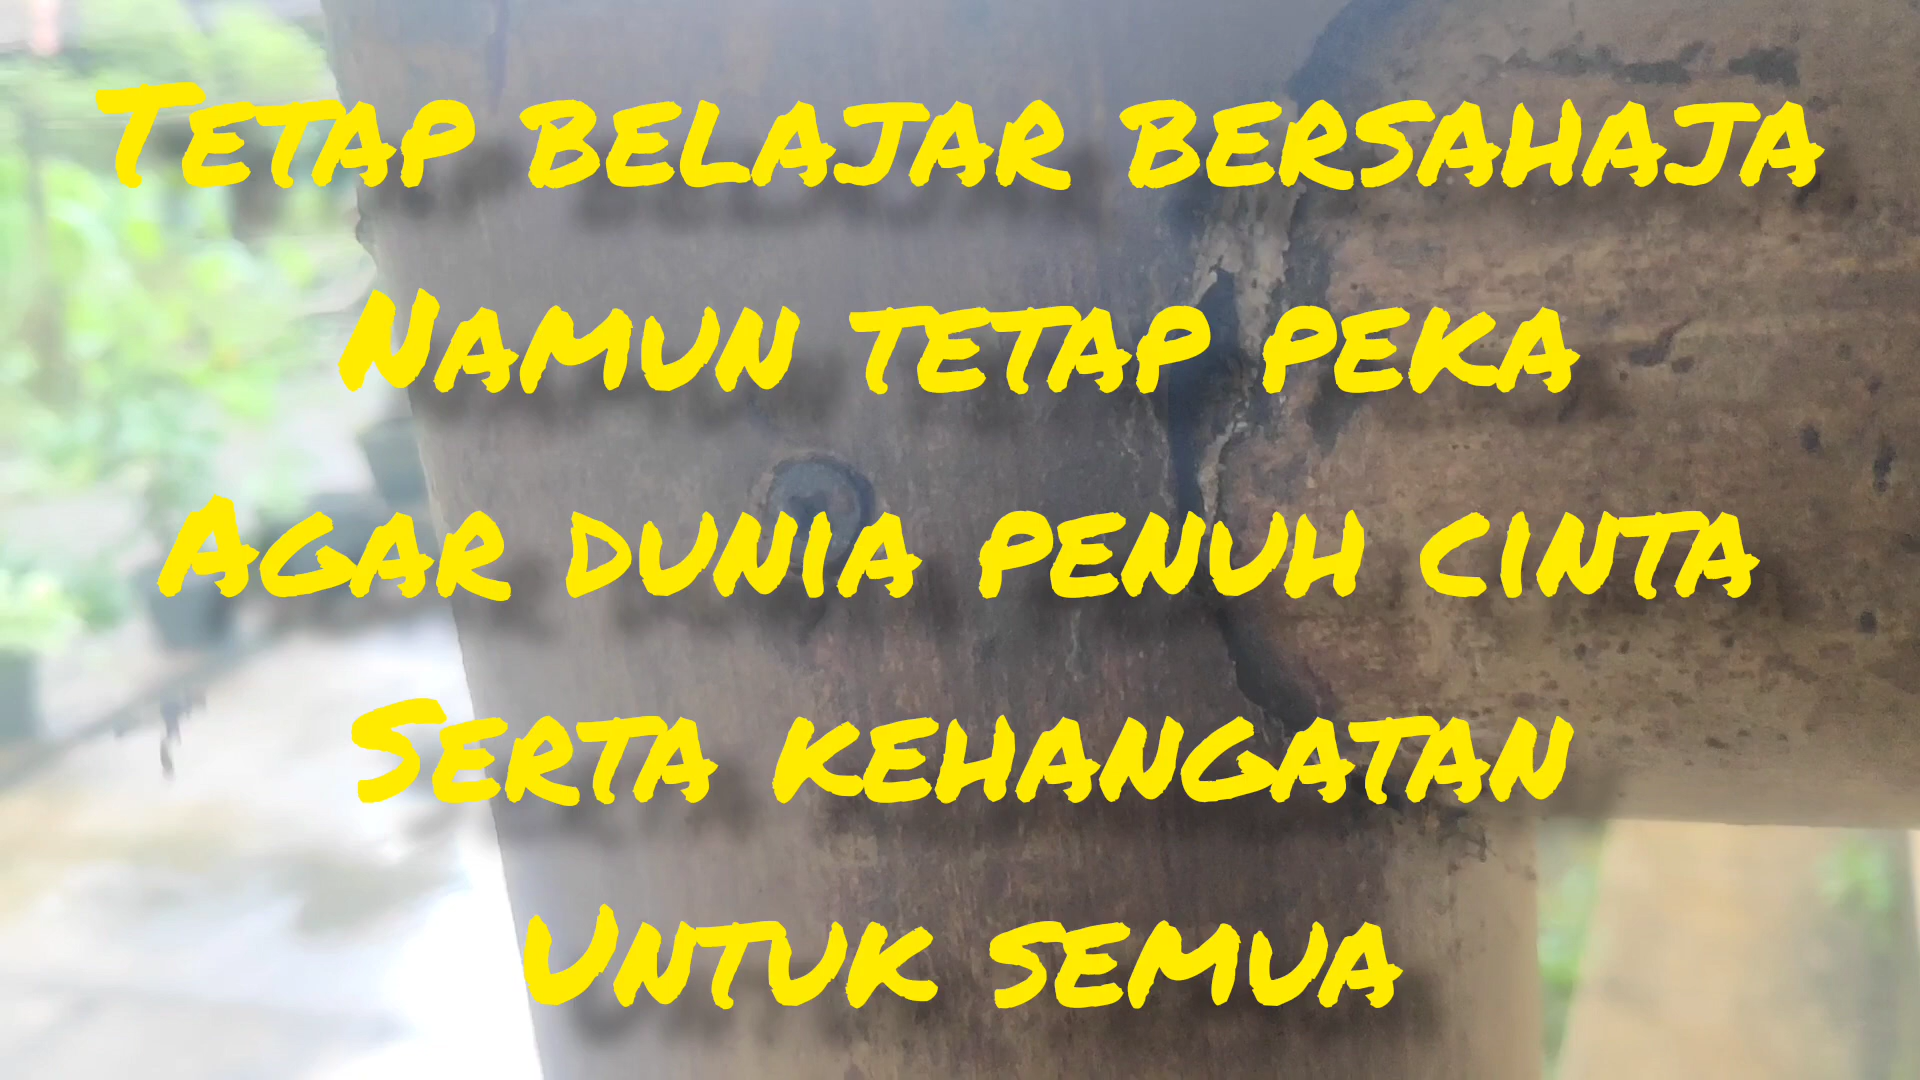 Tetap belajar bersahaja
Namun tetap peka
Agar dunia penuh cinta
Serta kehangatan
Untuk semua